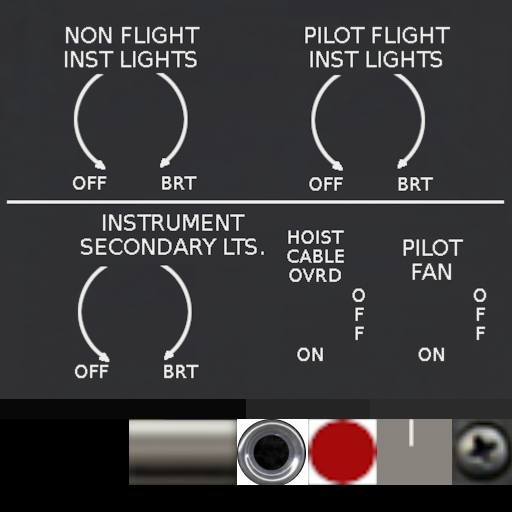 NON FLIGHT
INST LIGHTS
OFF BRT
PILOT FLIGHT
INST LIGHTS
OFF BRT
INSTRUMENT
SECONDARY LTS.
OFF BRT
HOIST
CABLE
OVRD
OFF
ON
PILOT
FAN
OFF
ON